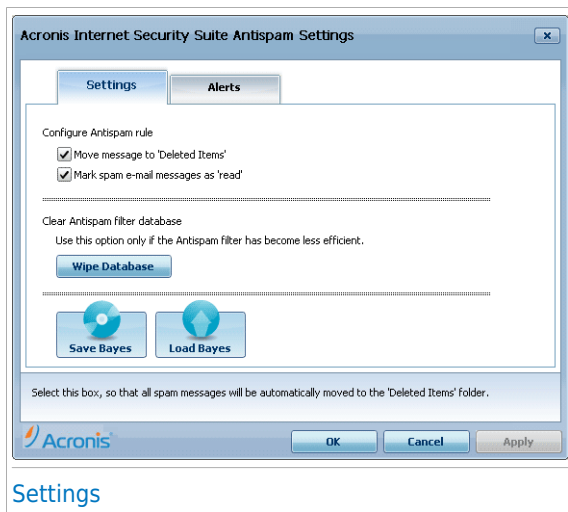 Acronis Internet Security Suite Antispam Settings
Settings
Alerts
Configure Antispam rule
Move message to 'Deleted Items'
Mark spam e-mail messages as 'read'
Clear Antispam filter database
Use this option only if the Antispam filter has become less efficient.
Wipe Database
Save Bayes
Load Bayes
Select this box, so that all spam messages will be automatically moved to the 'Deleted Items' folder.
Acronis
OK
Cancel
Apply
Settings